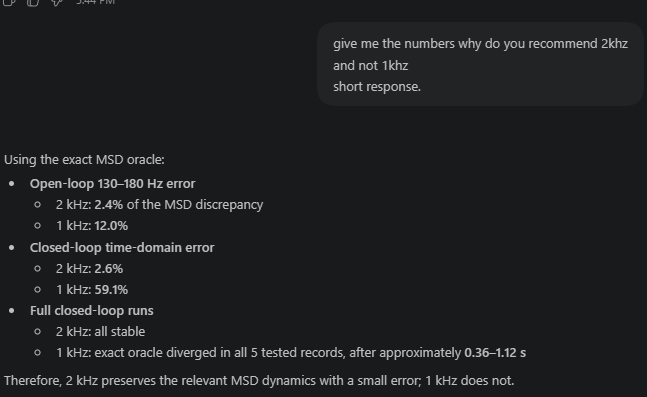 5:44 PM
give me the numbers why do you recommend 2khz
and not 1khz
short response.
Using the exact MSD oracle:
• Open-loop 130–180 Hz error
○ 2 kHz: 2.4% of the MSD discrepancy
○ 1 kHz: 12.0%
• Closed-loop time-domain error
○ 2 kHz: 2.6%
○ 1 kHz: 59.1%
• Full closed-loop runs
○ 2 kHz: all stable
○ 1 kHz: exact oracle diverged in all 5 tested records, after approximately 0.36–1.12 s
Therefore, 2 kHz preserves the relevant MSD dynamics with a small error; 1 kHz does not.